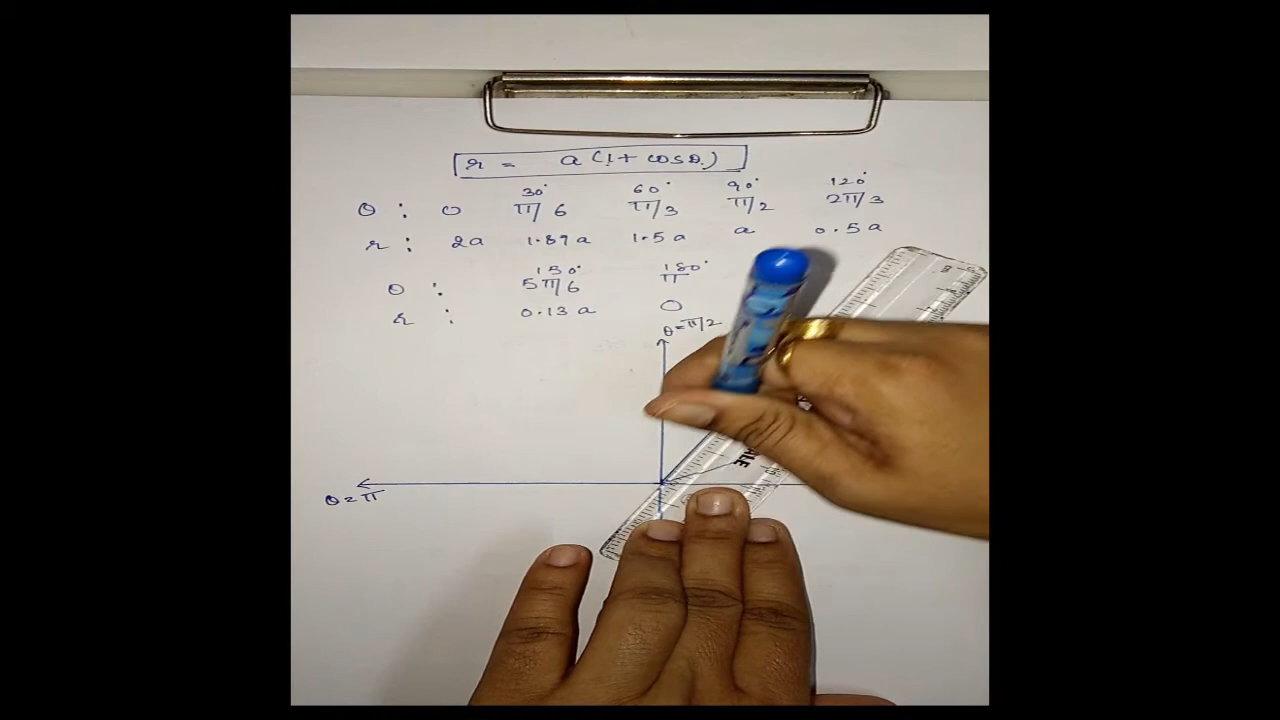 r = a(1+cosθ)
30° 60° 90° 120°
θ : 0 π/6 π/3 π/2 2π/3
r : 2a 1.87a 1.5a a 0.5a
150° 180°
θ : 5π/6 π
r : 0.13a 0
θ=π/2
θ=π